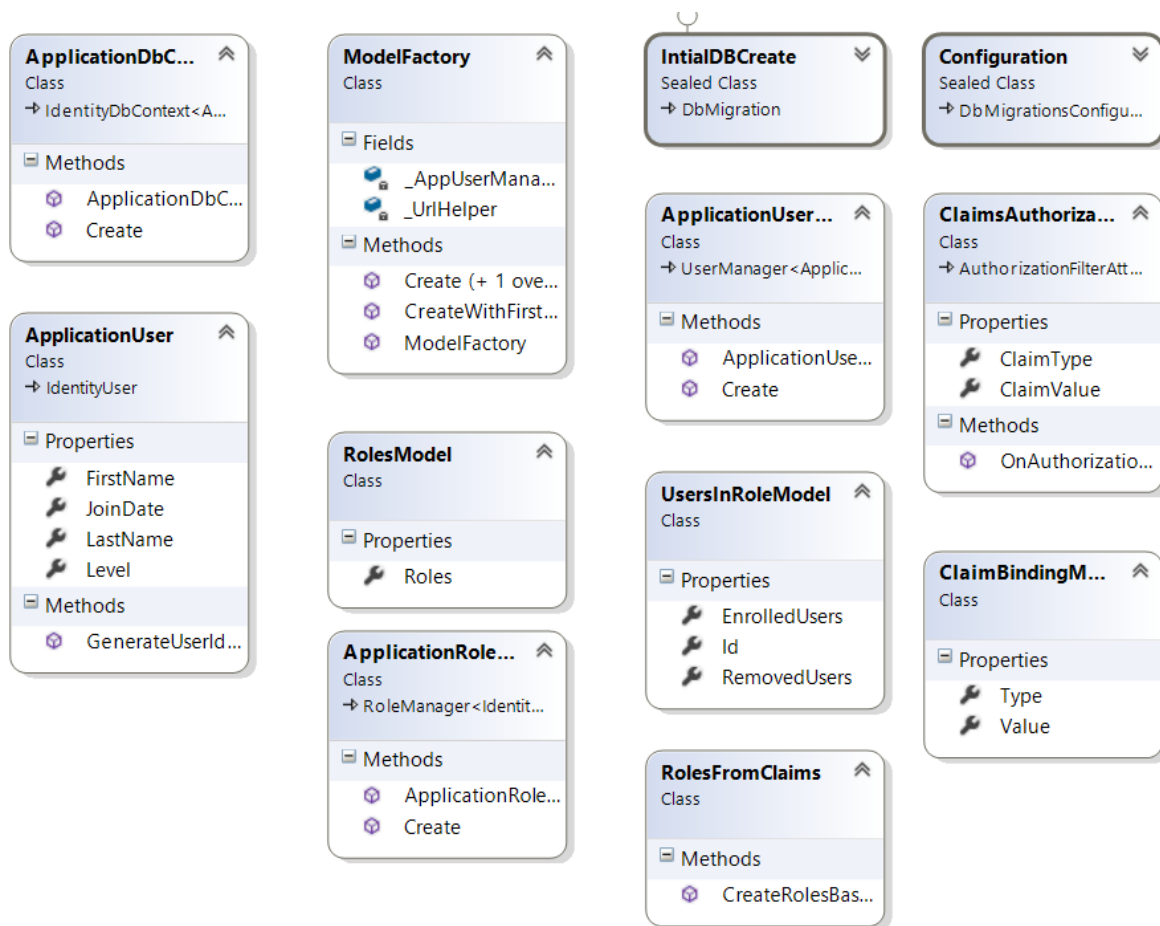 ApplicationDbC...
Class
IdentityDbContext<A...
Methods
ApplicationDbC...
Create
ApplicationUser
Class
IdentityUser
Properties
FirstName
JoinDate
LastName
Level
Methods
GenerateUserId...
ModelFactory
Class
Fields
_AppUserMana...
_UrlHelper
Methods
Create (+ 1 ove...
CreateWithFirst...
ModelFactory
RolesModel
Class
Properties
Roles
ApplicationRole...
Class
RoleManager<Identit...
Methods
ApplicationRole...
Create
IntialDBCreate
Sealed Class
DbMigration
ApplicationUser...
Class
UserManager<Applic...
Methods
ApplicationUse...
Create
UsersInRoleModel
Class
Properties
EnrolledUsers
Id
RemovedUsers
RolesFromClaims
Class
Methods
CreateRolesBas...
Configuration
Sealed Class
DbMigrationsConfigu...
ClaimsAuthoriza...
Class
AuthorizationFilterAtt...
Properties
ClaimType
ClaimValue
Methods
OnAuthorizatio...
ClaimBindingM...
Class
Properties
Type
Value